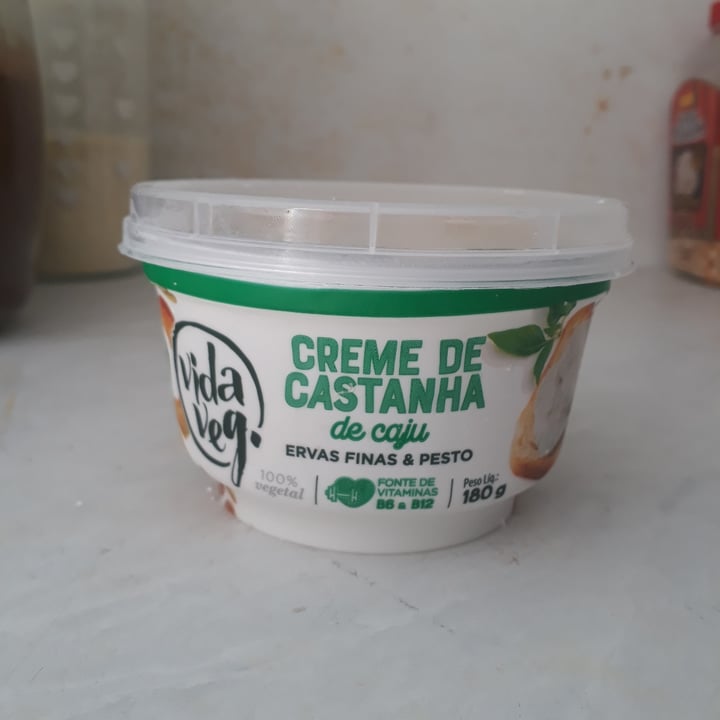 vida
veg.
CREME DE
CASTANHA
de caju
ERVAS FINAS & PESTO
100%
vegetal
FONTE DE
VITAMINAS
B6 & B12
Peso Líq.:
180 g